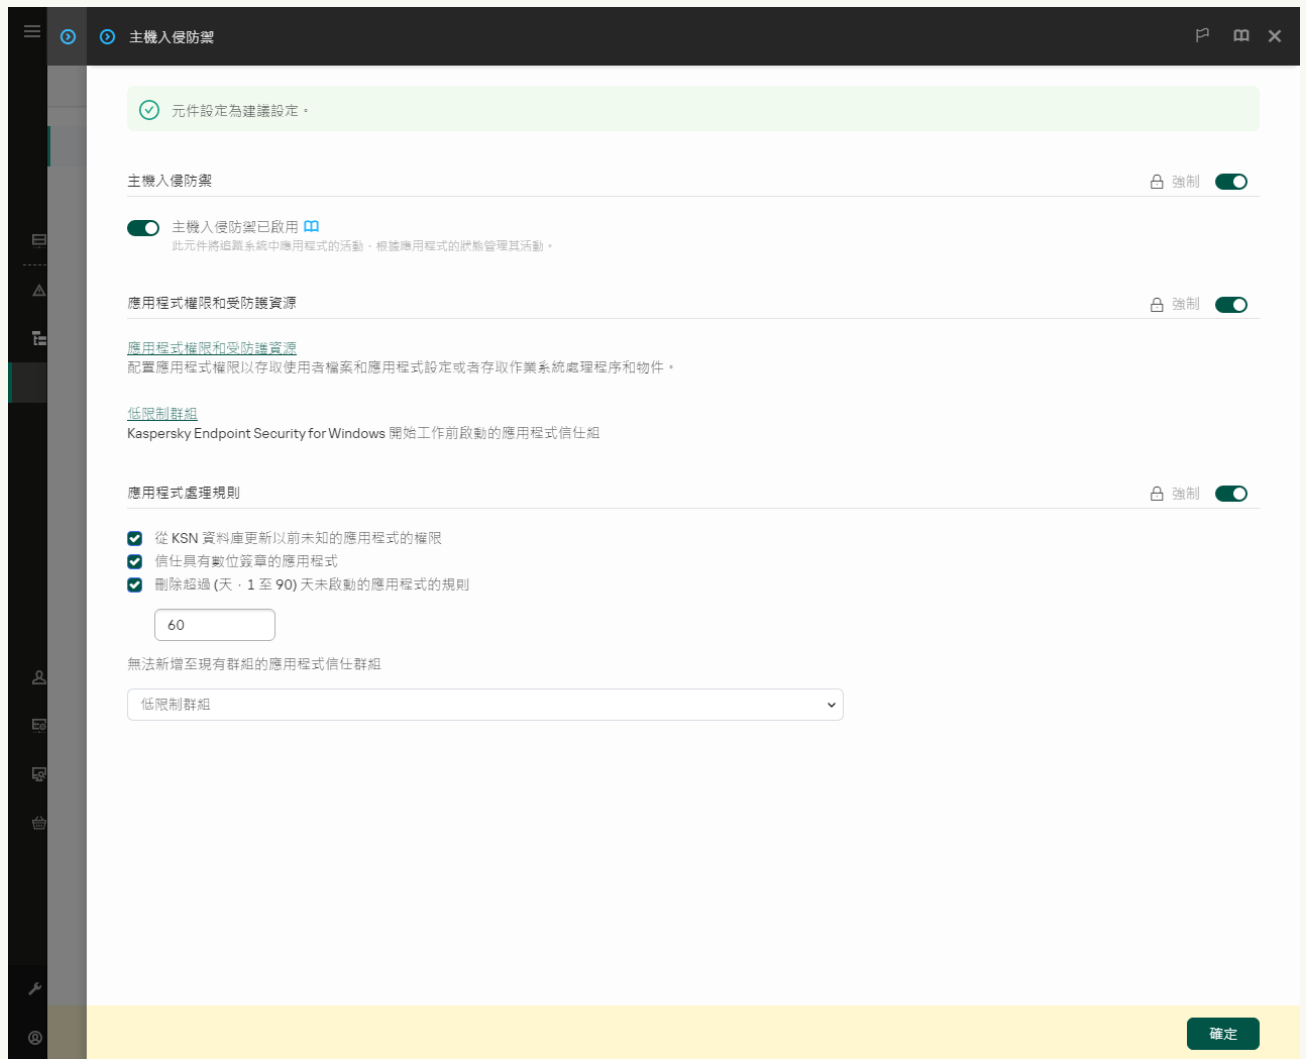 主機入侵防禦
元件設定為建議設定。
主機入侵防禦
強制
主機入侵防禦已啟用
此元件將追蹤系統中應用程式的活動，根據應用程式的狀態管理其活動。
應用程式權限和受防護資源
強制
應用程式權限和受防護資源
配置應用程式權限以存取使用者檔案和應用程式設定或者存取作業系統處理程序和物件。
低限制群組
Kaspersky Endpoint Security for Windows 開始工作前啟動的應用程式信任組
應用程式處理規則
強制
從 KSN 資料庫更新以前未知的應用程式的權限
信任具有數位簽章的應用程式
刪除超過 (天，1 至 90) 天未啟動的應用程式的規則
60
無法新增至現有群組的應用程式信任群組
低限制群組
確定